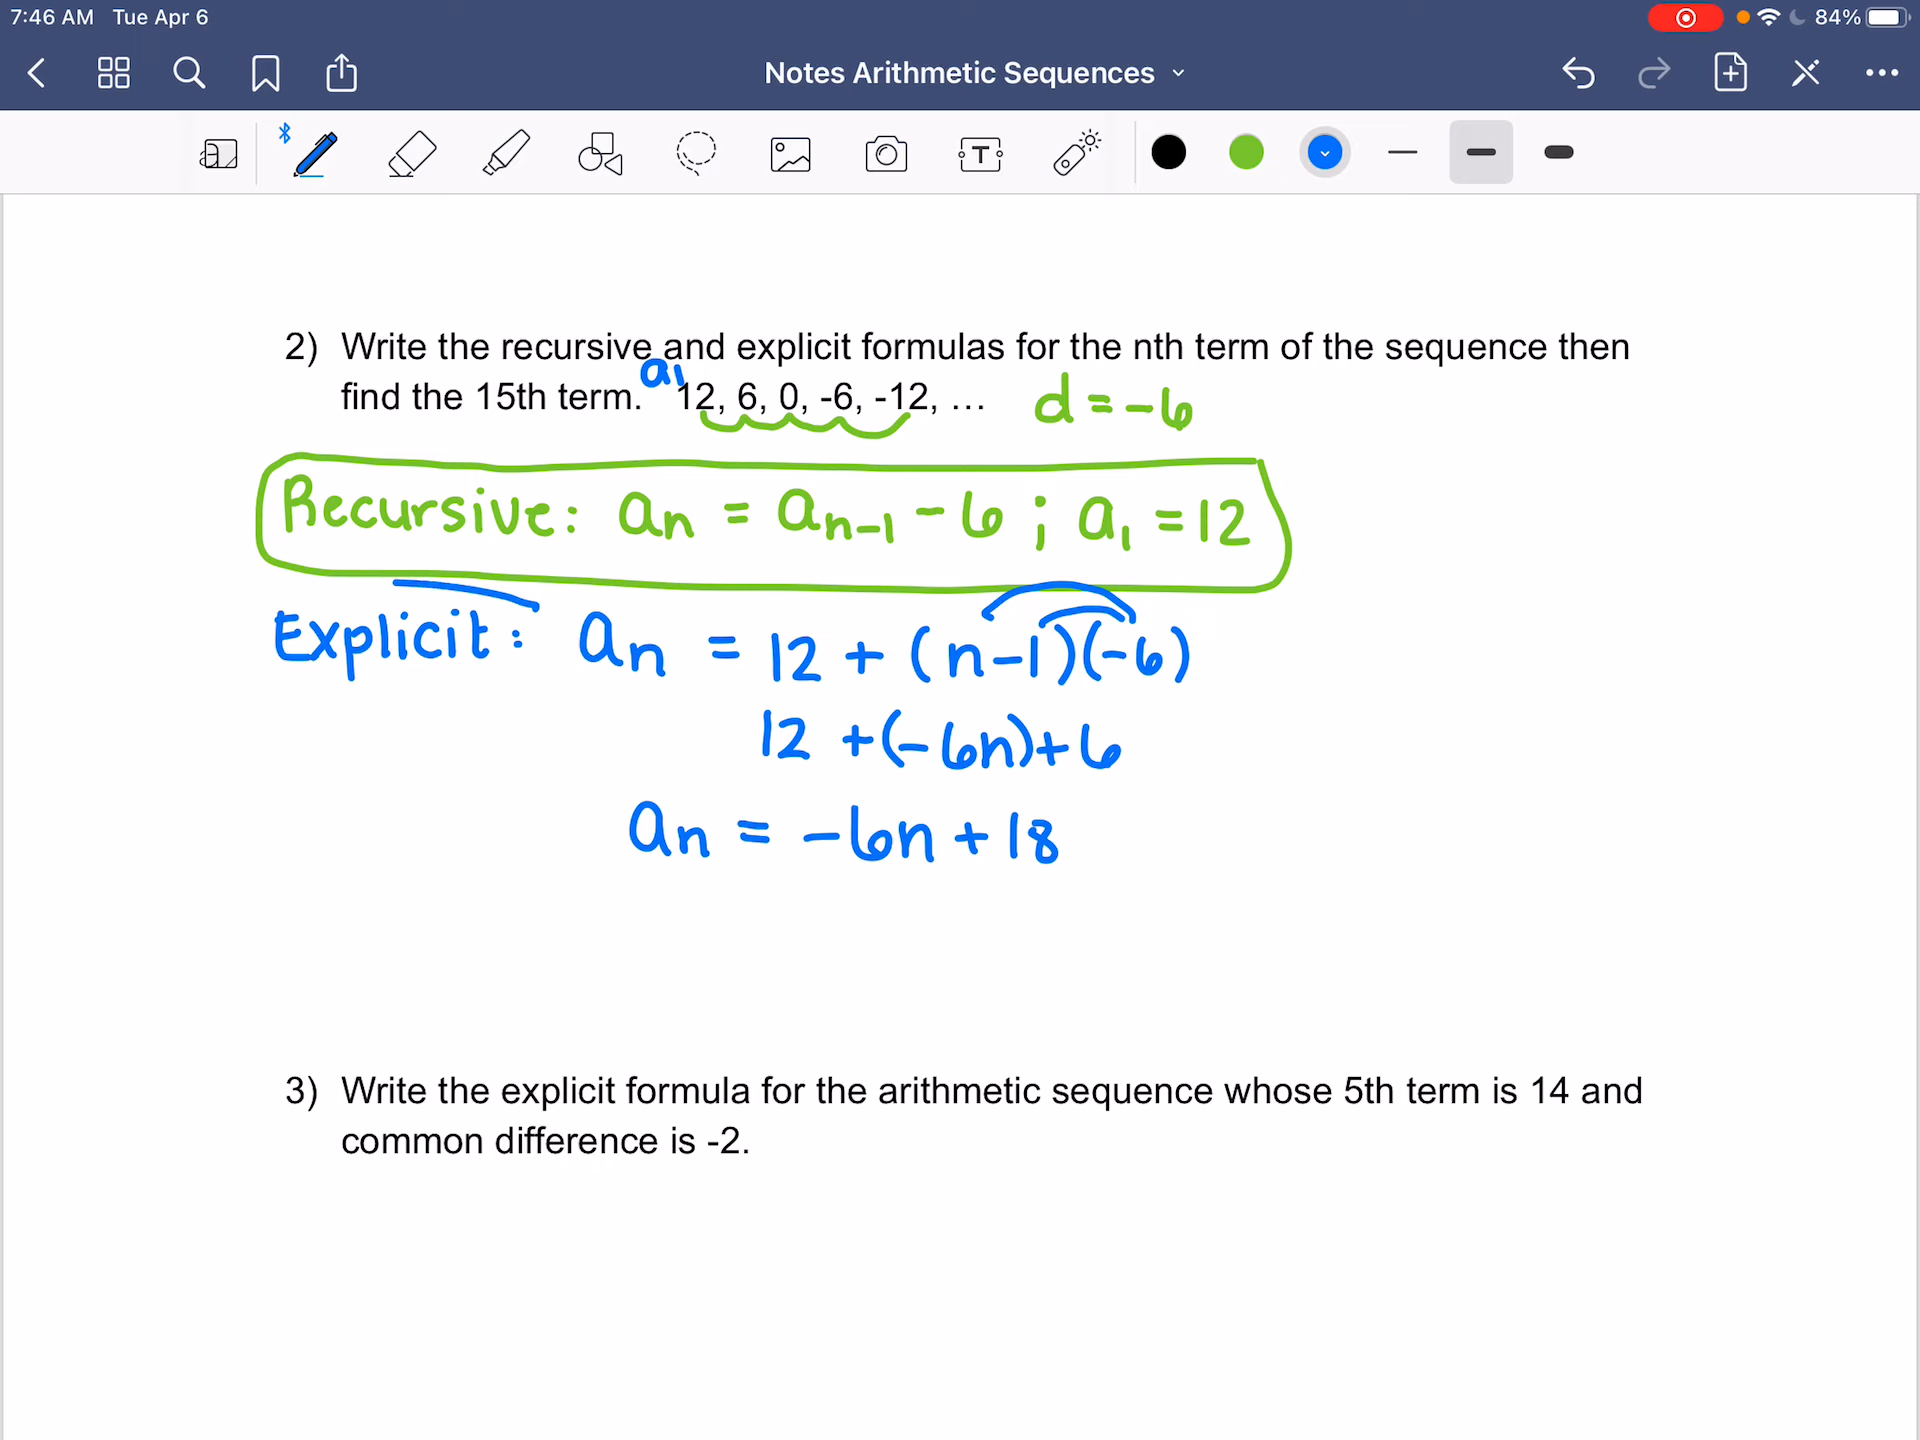 7:46 AM Tue Apr 6
84%
Notes Arithmetic Sequences
2) Write the recursive and explicit formulas for the nth term of the sequence then
a₁
find the 15th term. 12, 6, 0, -6, -12, … d = -6
Recursive: aₙ = aₙ₋₁ - 6 ; a₁ = 12
Explicit: aₙ = 12 + (n-1)(-6)
12 + (-6n) + 6
aₙ = -6n + 18
3) Write the explicit formula for the arithmetic sequence whose 5th term is 14 and
common difference is -2.